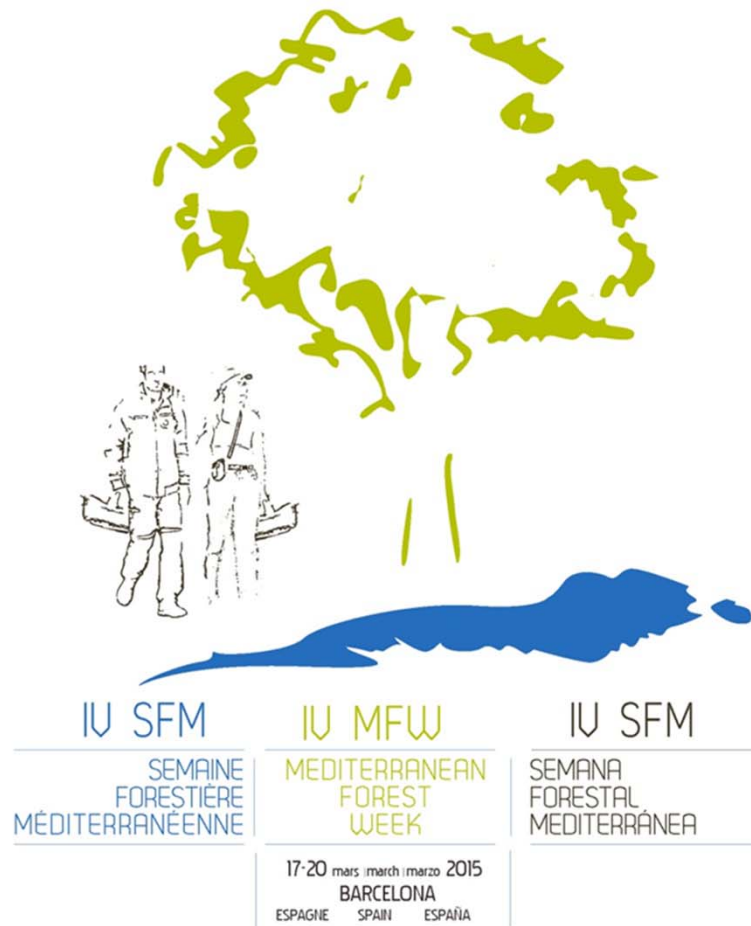 IV SFM
SEMAINE
FORESTIÈRE
MÉDITERRANÉENNE
IV MFW
MEDITERRANEAN
FOREST
WEEK
IV SFM
SEMANA
FORESTAL
MEDITERRÁNEA
17-20 mars | march | marzo 2015
BARCELONA
ESPAGNE SPAIN ESPAÑA